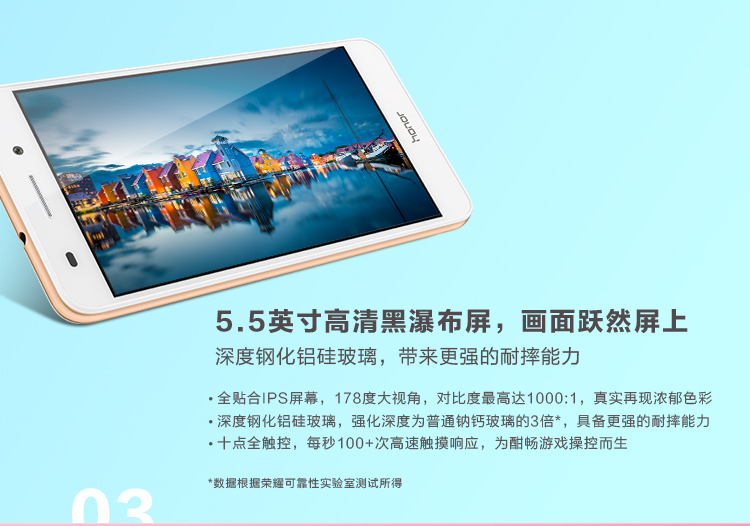 honor
5.5英寸高清黑瀑布屏，画面跃然屏上
深度钢化铝硅玻璃，带来更强的耐摔能力
• 全贴合IPS屏幕，178度大视角，对比度最高达1000:1，真实再现浓郁色彩
• 深度钢化铝硅玻璃，强化深度为普通钠钙玻璃的3倍*，具备更强的耐摔能力
• 十点全触控，每秒100+次高速触摸响应，为酣畅游戏操控而生
*数据根据荣耀可靠性实验室测试所得
03